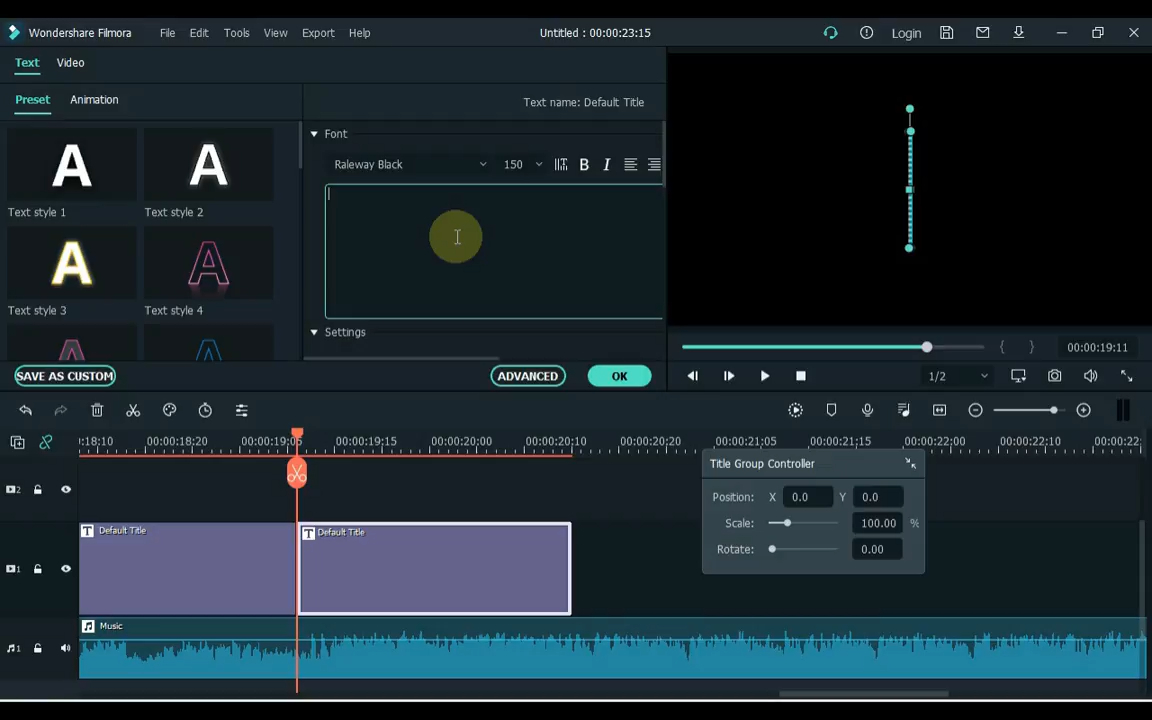 Wondershare Filmora File Edit Tools View Export Help Untitled : 00:00:23:15 Login
Text Video
Preset Animation Text name: Default Title
Font
Raleway Black 150 B I
A A
Text style 1 Text style 2
A A
Text style 3 Text style 4
Settings
A A
{ } 00:00:19:11
SAVE AS CUSTOM ADVANCED OK 1/2
:18:10 00:00:18:20 00:00:19:05 00:00:19:15 00:00:20:00 00:00:20:10 00:00:20:20 00:00:21:05 00:00:21:15 00:00:22:00 00:00:22:10 00:00:22:
Title Group Controller
Position: X 0.0 Y 0.0
Scale: 100.00 %
Rotate: 0.00
2
T Default Title T Default Title
1
Music
1